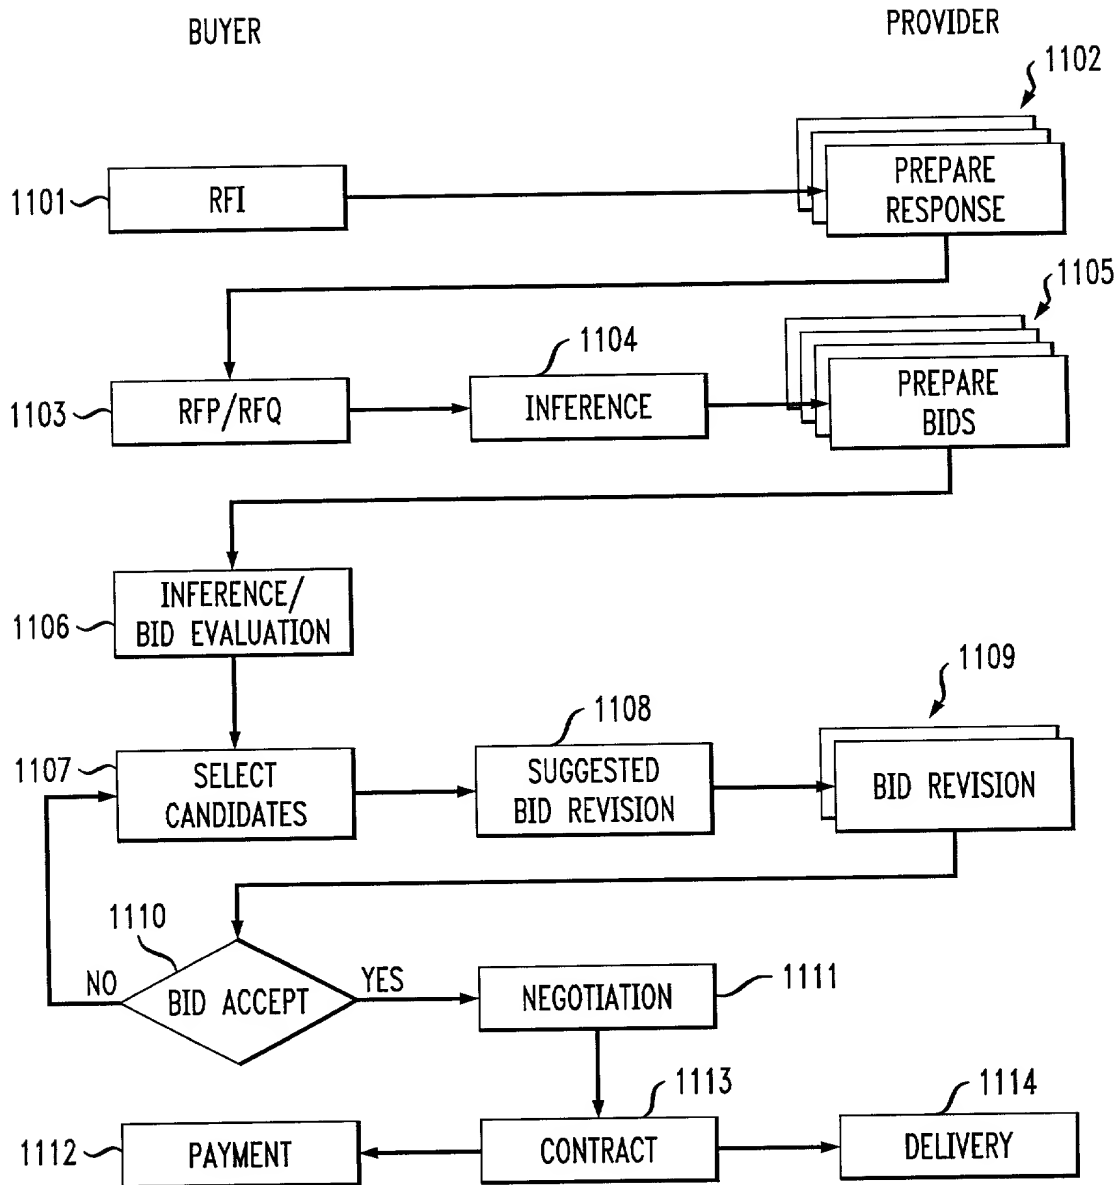 BUYER
PROVIDER
1102
1101
RFI
PREPARE
RESPONSE
1105
1104
1103
RFP/RFQ
INFERENCE
PREPARE
BIDS
1106
INFERENCE/
BID EVALUATION
1109
1108
1107
SELECT
CANDIDATES
SUGGESTED
BID REVISION
BID REVISION
1110
NO
BID ACCEPT
YES
NEGOTIATION
1111
1113
1114
1112
PAYMENT
CONTRACT
DELIVERY